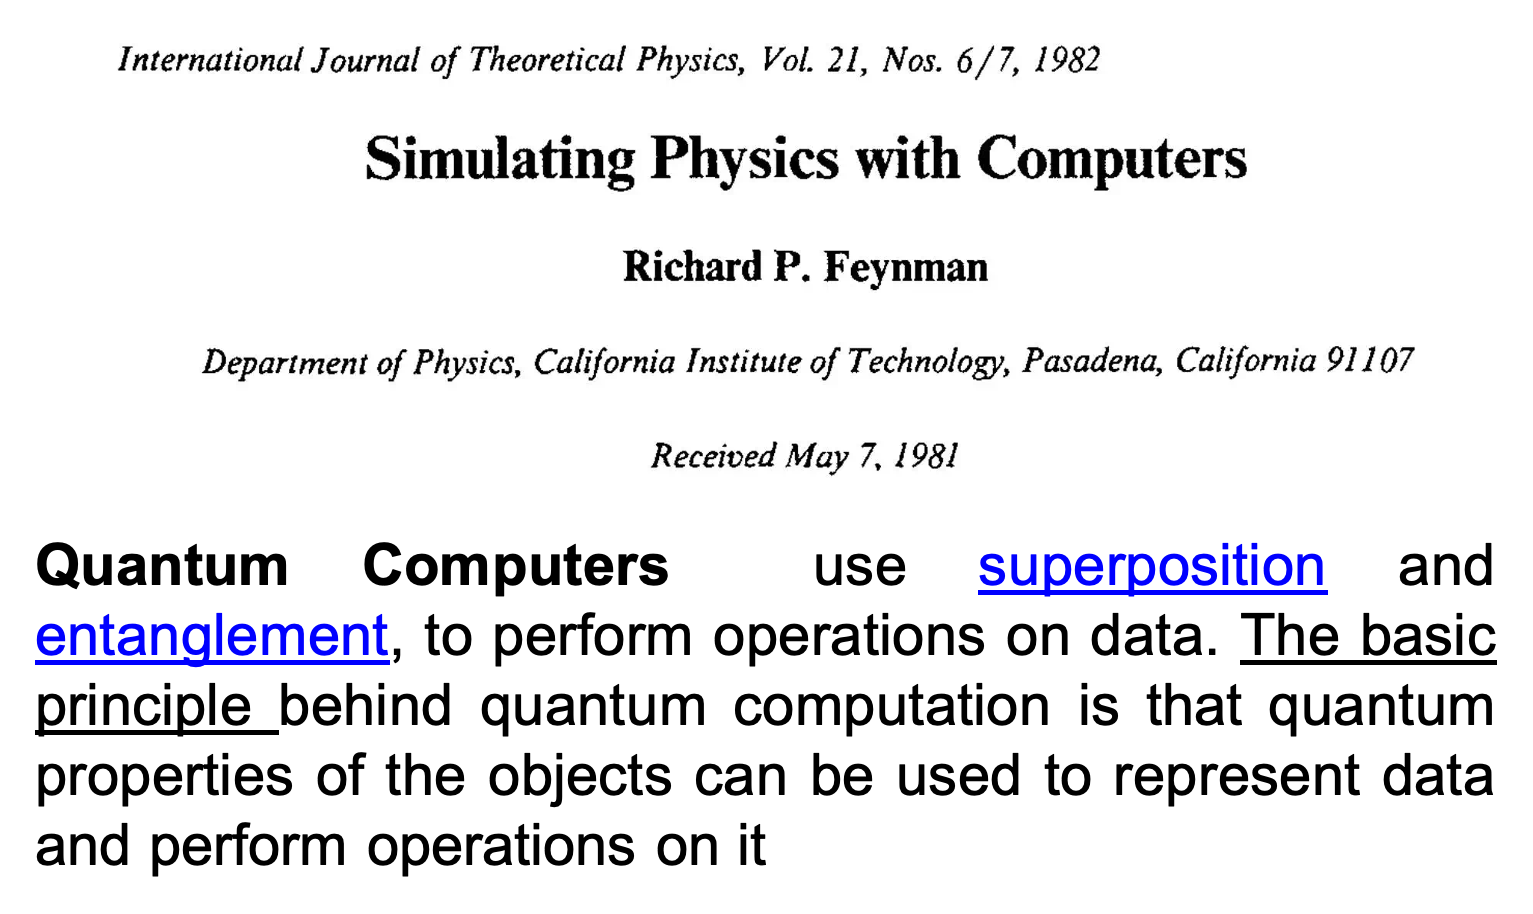 International Journal of Theoretical Physics, Vol. 21, Nos. 6/7, 1982
Simulating Physics with Computers
Richard P. Feynman
Department of Physics, California Institute of Technology, Pasadena, California 91107
Received May 7, 1981
Quantum Computers use superposition and
entanglement, to perform operations on data. The basic
principle behind quantum computation is that quantum
properties of the objects can be used to represent data
and perform operations on it